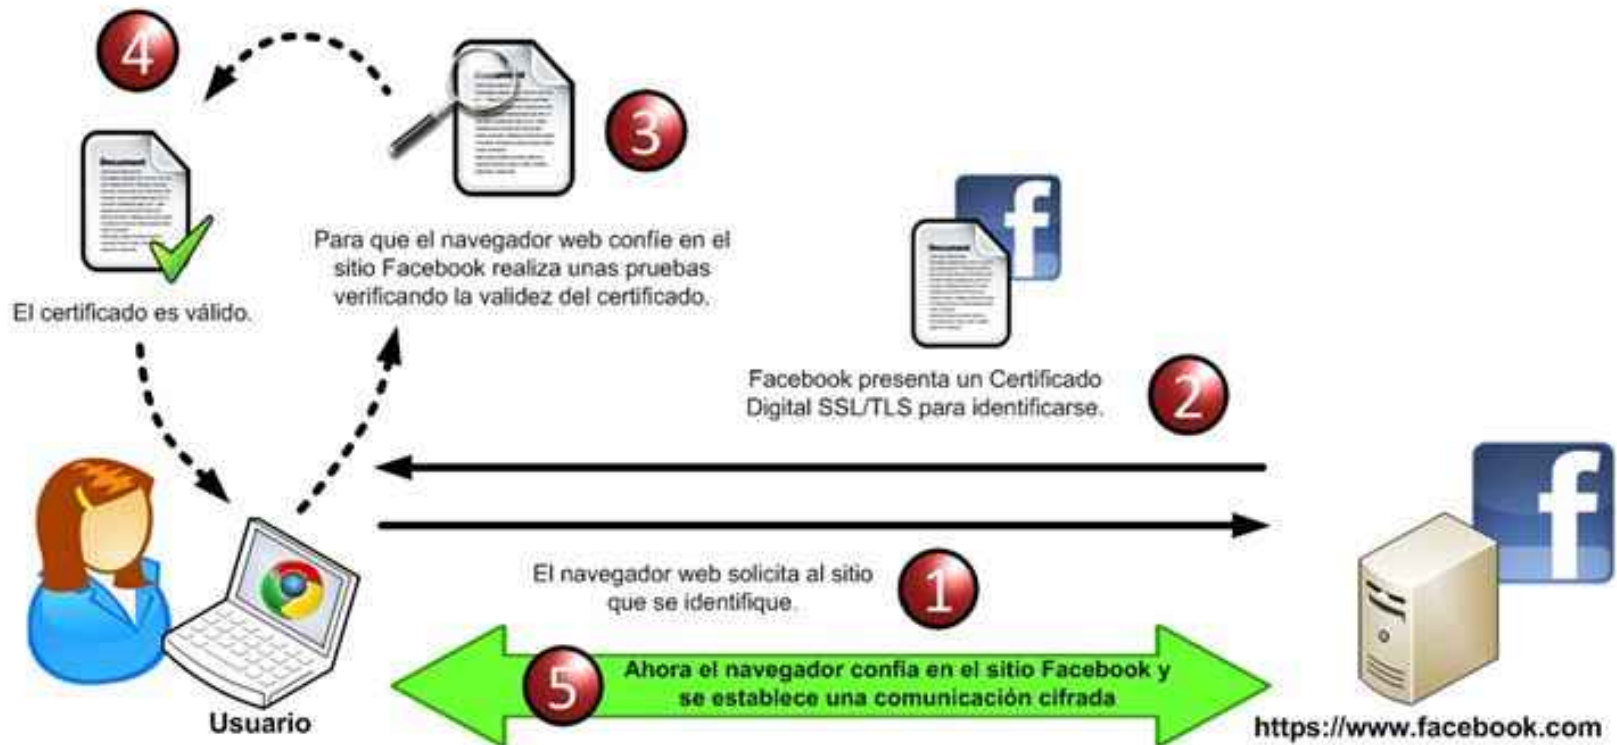 4
3
Para que el navegador web confíe en el
sitio Facebook realiza unas pruebas
verificando la validez del certificado.
Document
El certificado es válido.
Document
f
Facebook presenta un Certificado
Digital SSL/TLS para identificarse.
2
f
El navegador web solicita al sitio
que se identifique.
1
5
Ahora el navegador confia en el sitio Facebook y
se establece una comunicación cifrada
Usuario
https://www.facebook.com